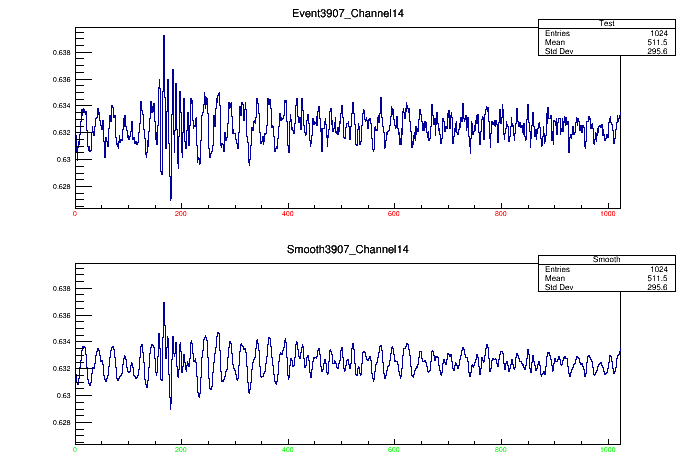 Event3907_Channel14
Test
Entries 1024
Mean 511.5
Std Dev 295.6
0.638
0.636
0.634
0.632
0.63
0.628
0 200 400 600 800 1000
Smooth3907_Channel14
Smooth
Entries 1024
Mean 511.5
Std Dev 295.6
0.638
0.636
0.634
0.632
0.63
0.628
0 200 400 600 800 1000